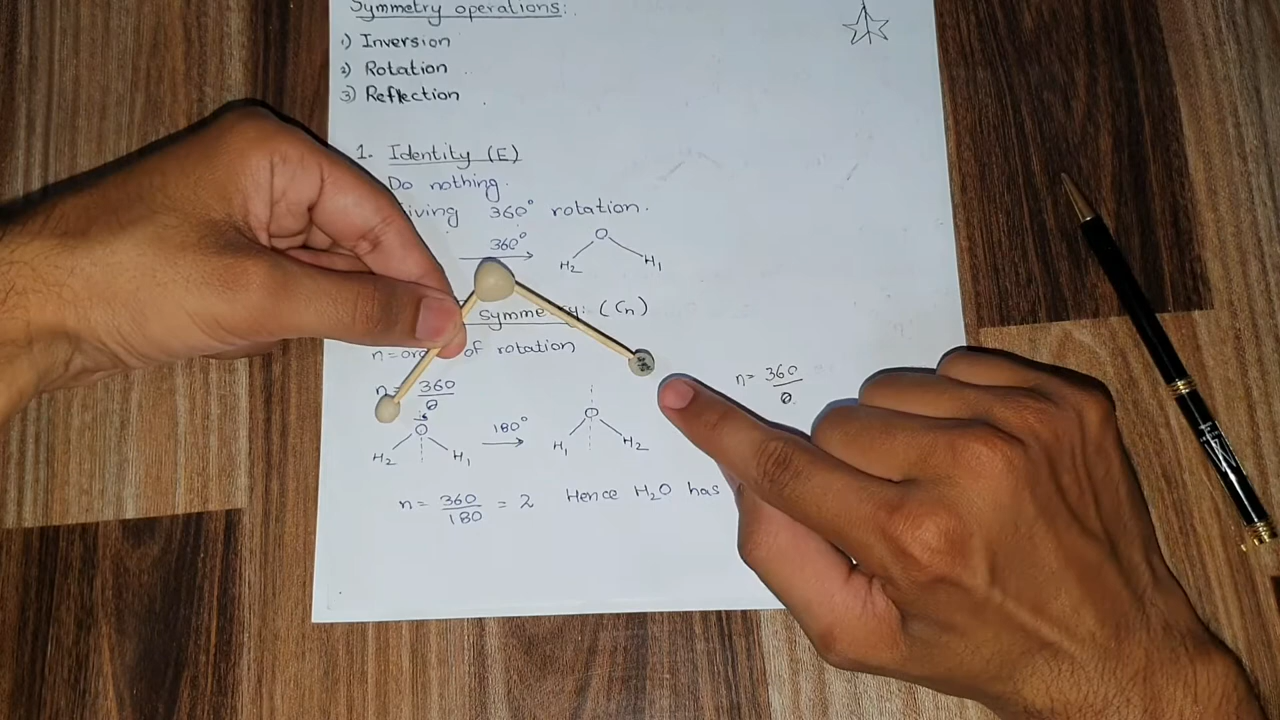 Symmetry operations:
1) Inversion
2) Rotation
3) Reflection
1. Identity (E)
Do nothing.
360° rotation.
360°
O
H2 H1
(Cn)
of rotation
360
θ
n = 360
θ
O
H2 H1
180°
O
H1 H2
n = 360
180
= 2 Hence H2O has